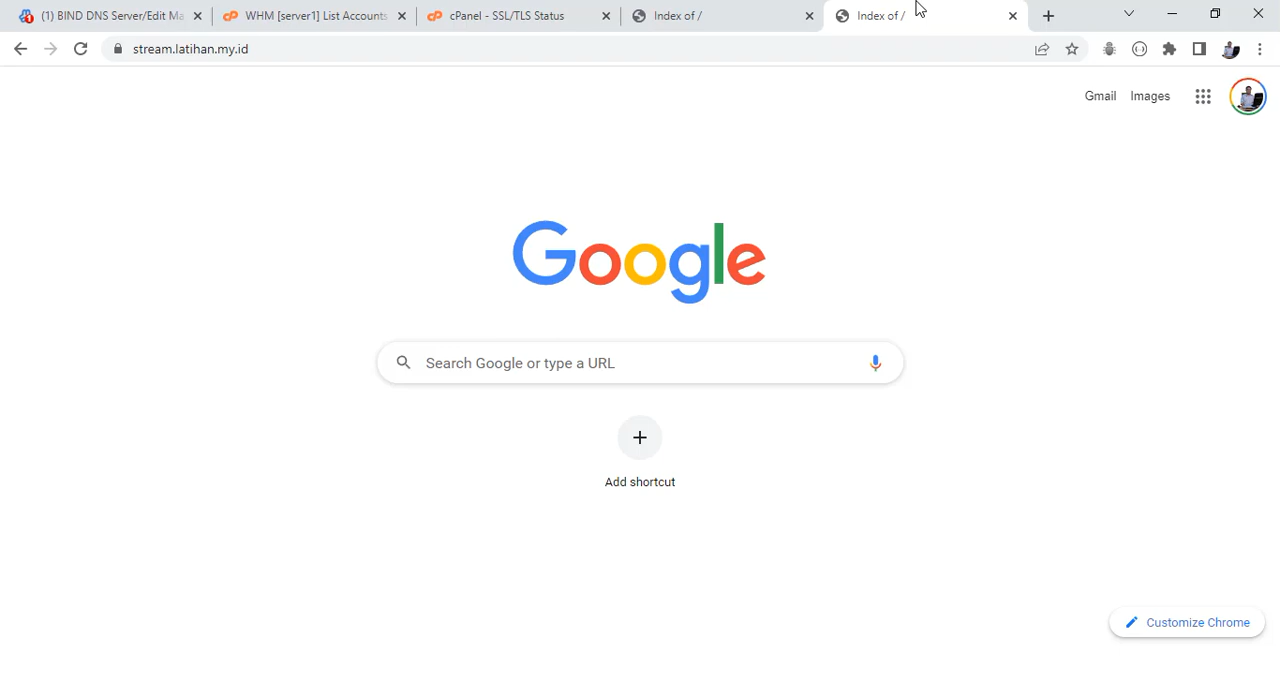 (1) BIND DNS Server/Edit Ma
WHM [server1] List Accounts
cPanel - SSL/TLS Status
Index of /
Index of /
stream.latihan.my.id
Gmail
Images
Google
Search Google or type a URL
Add shortcut
Customize Chrome